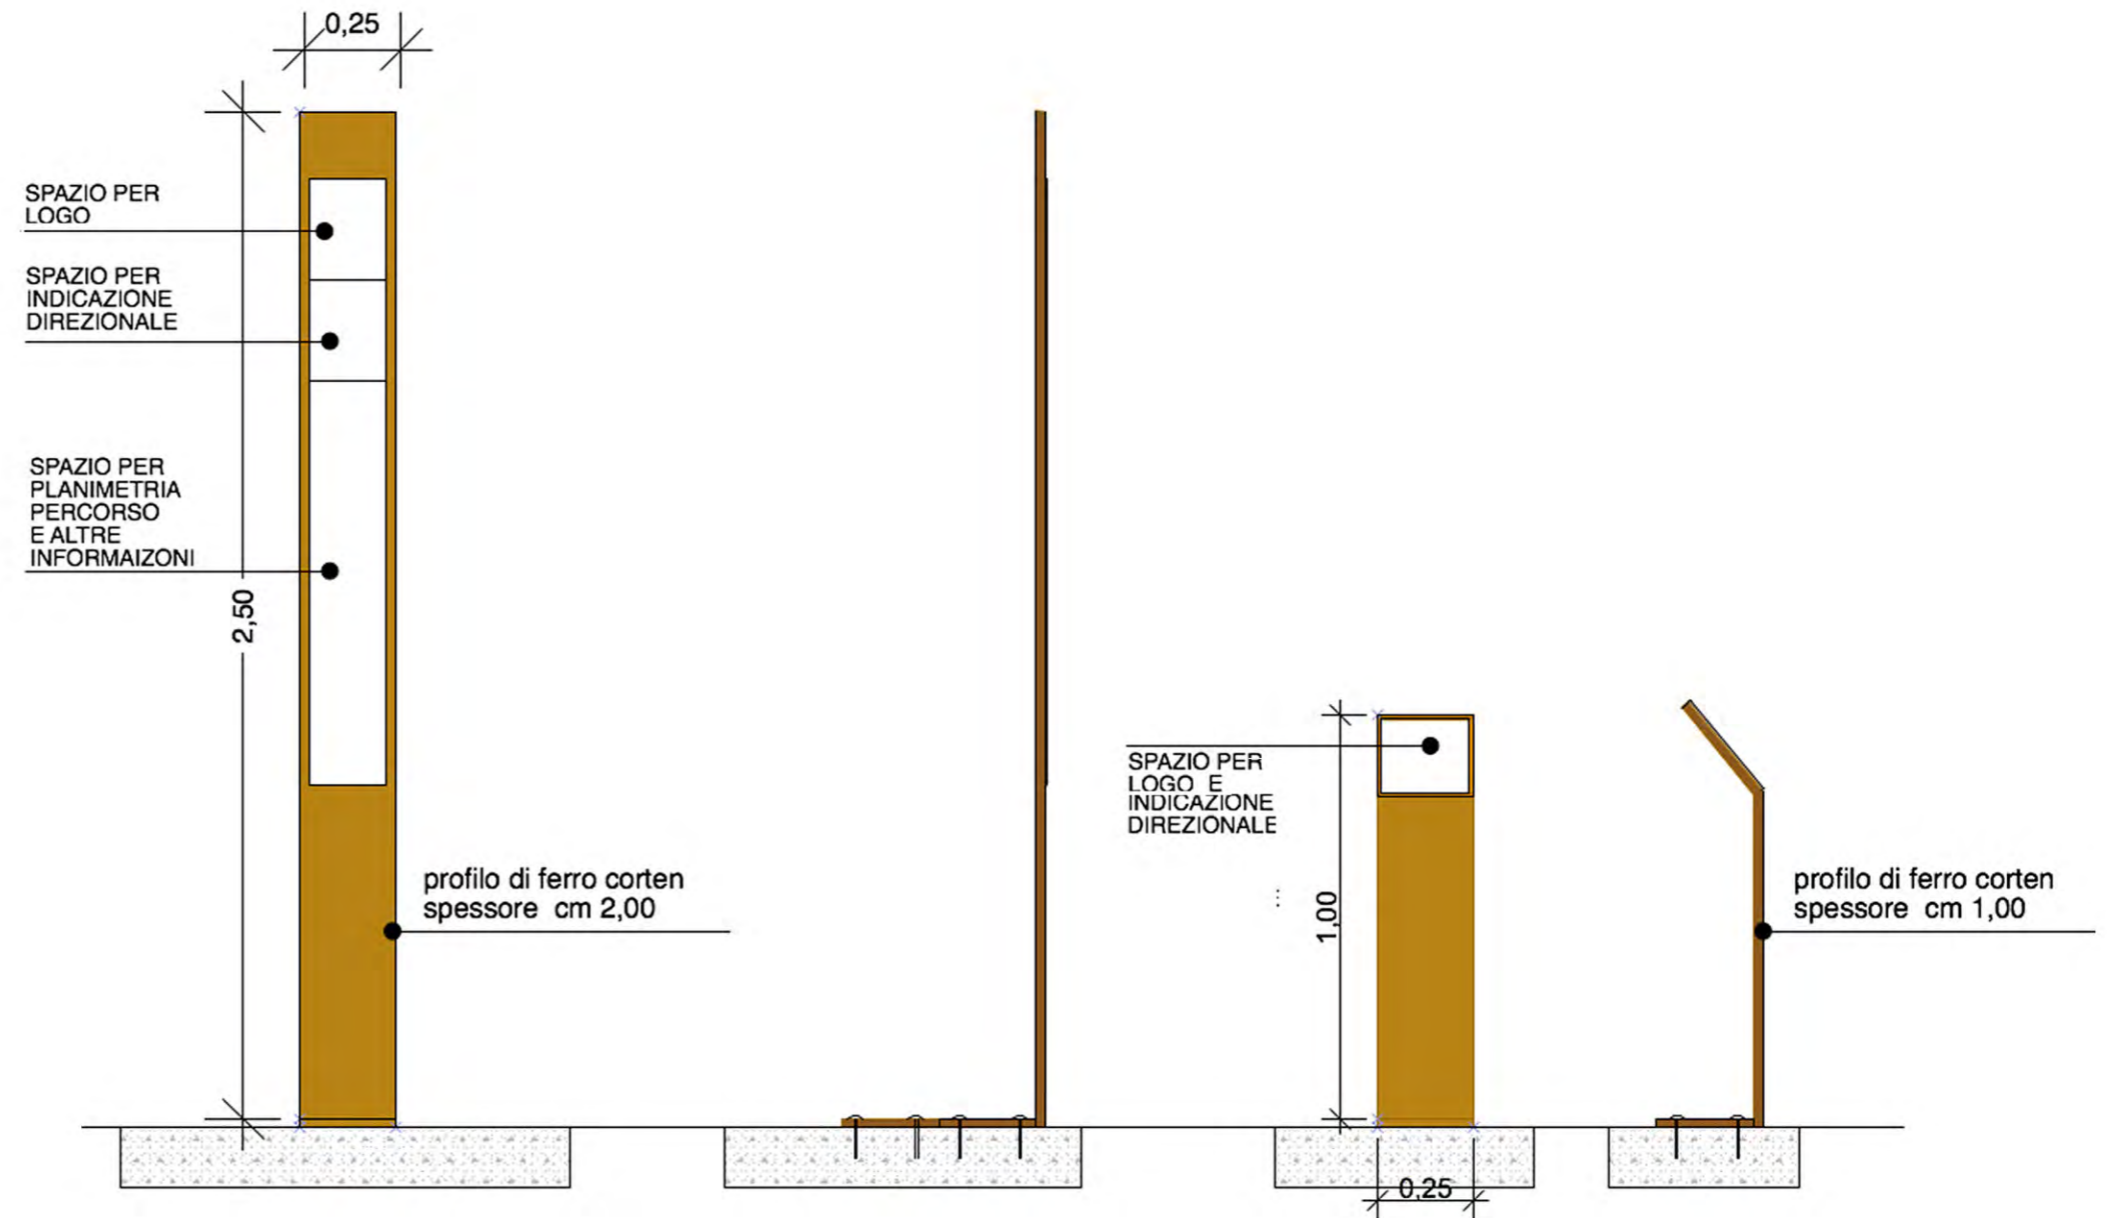 0,25
SPAZIO PER
LOGO
SPAZIO PER
INDICAZIONE
DIREZIONALE
SPAZIO PER
PLANIMETRIA
PERCORSO
E ALTRE
INFORMAIZONI
2,50
profilo di ferro corten
spessore cm 2,00
SPAZIO PER
LOGO E
INDICAZIONE
DIREZIONALE
1,00
0,25
profilo di ferro corten
spessore cm 1,00